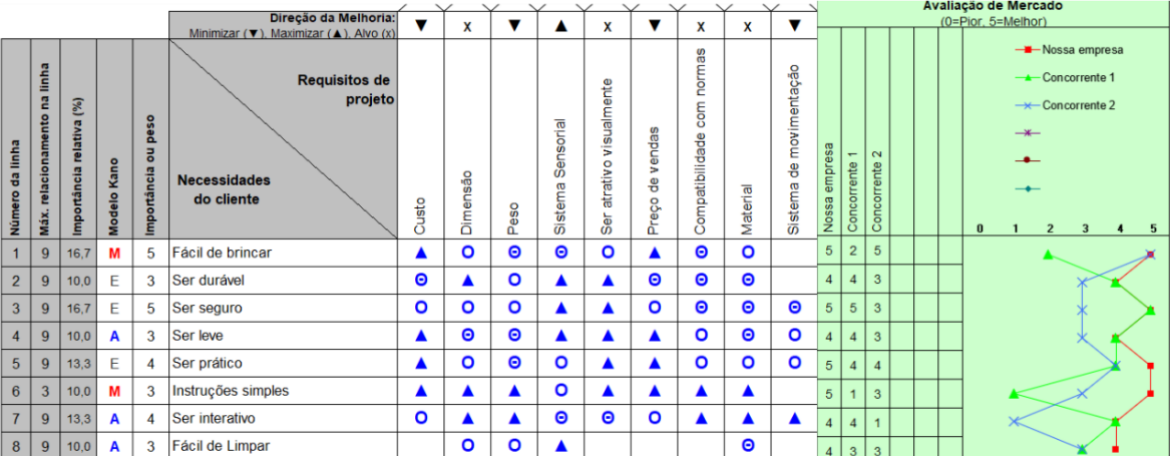 Direção da Melhoria: ▼ x ▼ ▲ x ▼ x x ▼
Minimizar (▼), Maximizar (▲), Alvo (x)
Avaliação de Mercado
(0=Pior, 5=Melhor)
Número da linha
Máx. relacionamento na linha
Importância relativa (%)
Modelo Kano
Importância ou peso
Requisitos de
projeto
Necessidades
do cliente
Custo
Dimensão
Peso
Sistema Sensorial
Ser atrativo visualmente
Preço de vendas
Compatibilidade com normas
Material
Sistema de movimentação
Nossa empresa
Concorrente 1
Concorrente 2
Nossa empresa
Concorrente 1
Concorrente 2
0 1 2 3 4 5
1 9 16,7 M 5 Fácil de brincar ▲ O Θ Θ O ▲ Θ O 5 2 5
2 9 10,0 E 3 Ser durável Θ ▲ O ▲ ▲ Θ Θ Θ 4 4 3
3 9 16,7 E 5 Ser seguro O O O ▲ ▲ O Θ Θ Θ 5 5 3
4 9 10,0 A 3 Ser leve ▲ Θ Θ ▲ ▲ ▲ O Θ O 4 4 3
5 9 13,3 E 4 Ser prático ▲ O Θ O ▲ ▲ O O O 5 4 4
6 3 10,0 M 3 Instruções simples ▲ ▲ ▲ O ▲ ▲ ▲ ▲ 5 1 3
7 9 13,3 A 4 Ser interativo O ▲ ▲ Θ Θ O ▲ ▲ ▲ 4 4 1
8 9 10,0 A 3 Fácil de Limpar O O ▲ Θ 4 3 3